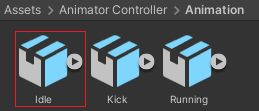 Assets > Animator Controller > Animation
Idle Kick Running